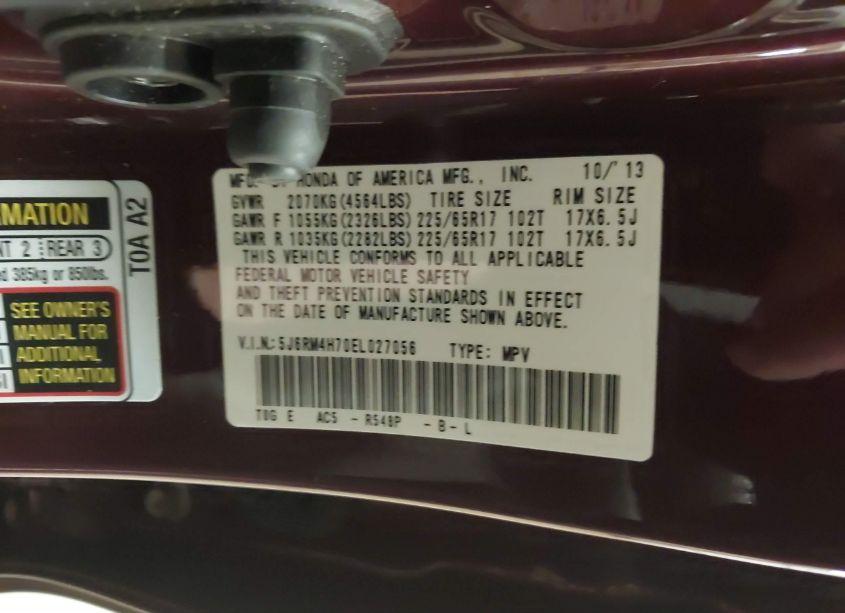 RMATION
NT 2 REAR 3
ed 385kg or 850lbs.
SEE OWNER'S
MANUAL FOR
ADDITIONAL
INFORMATION
T0A A2
HONDA OF AMERICA MFG., INC. 10/'13
GVWR 2070KG(4564LBS) TIRE SIZE RIM SIZE
GAWR F 1055KG(2326LBS) 225/65R17 102T 17X6.5J
GAWR R 1035KG(2282LBS) 225/65R17 102T 17X6.5J
THIS VEHICLE CONFORMS TO ALL APPLICABLE
FEDERAL MOTOR VEHICLE SAFETY
AND THEFT PREVENTION STANDARDS IN EFFECT
ON THE DATE OF MANUFACTURE SHOWN ABOVE.
V.I.N.:5J6RM4H70EL027056 TYPE: MPV
T0G E AC5 - R548P - B - L